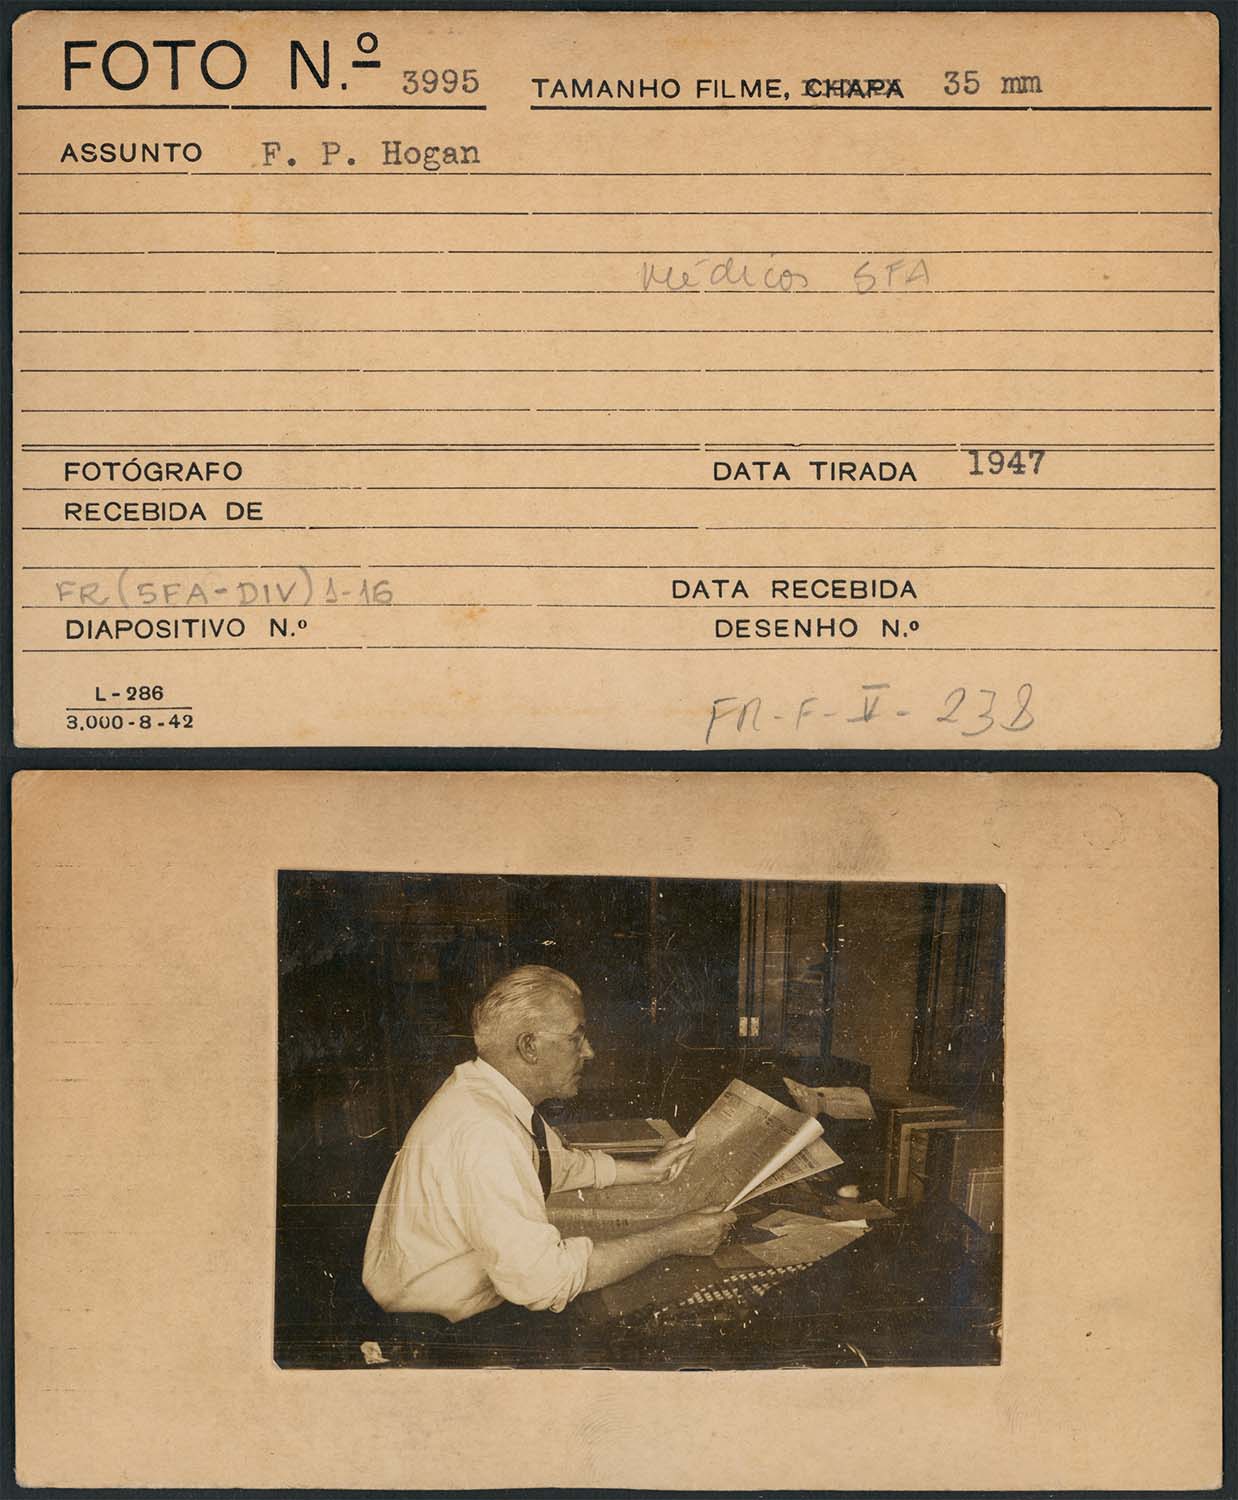 FOTO N.º 3995 TAMANHO FILME, CHAPA 35 mm
ASSUNTO F. P. Hogan
Médicos SFA
FOTÓGRAFO DATA TIRADA 1947
RECEBIDA DE
FR (SFA-DIV) 1-16 DATA RECEBIDA
DIAPOSITIVO N.º DESENHO N.º
L-286
3,000-8-42
FR-F-V-238